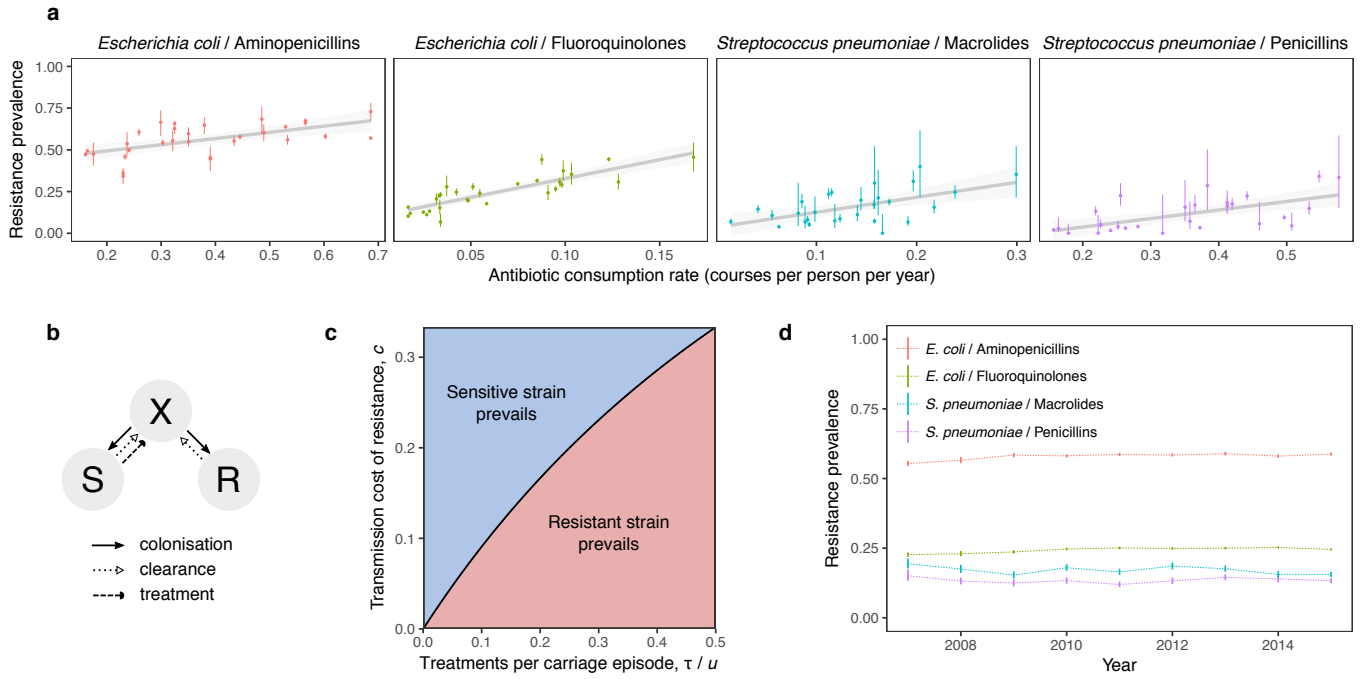 a
Escherichia coli / Aminopenicillins
Escherichia coli / Fluoroquinolones
Streptococcus pneumoniae / Macrolides
Streptococcus pneumoniae / Penicillins
Resistance prevalence
1.00
0.75
0.50
0.25
0.00
0.2 0.3 0.4 0.5 0.6 0.7
0.05 0.10 0.15
0.1 0.2 0.3
0.2 0.3 0.4 0.5
Antibiotic consumption rate (courses per person per year)
b
X
S
R
colonisation
clearance
treatment
c
Transmission cost of resistance, c
0.3
0.2
0.1
0.0
Sensitive strain
prevails
Resistant strain
prevails
0.0 0.1 0.2 0.3 0.4 0.5
Treatments per carriage episode, τ / u
d
Resistance prevalence
1.00
0.75
0.50
0.25
0.00
E. coli / Aminopenicillins
E. coli / Fluoroquinolones
S. pneumoniae / Macrolides
S. pneumoniae / Penicillins
2008 2010 2012 2014
Year